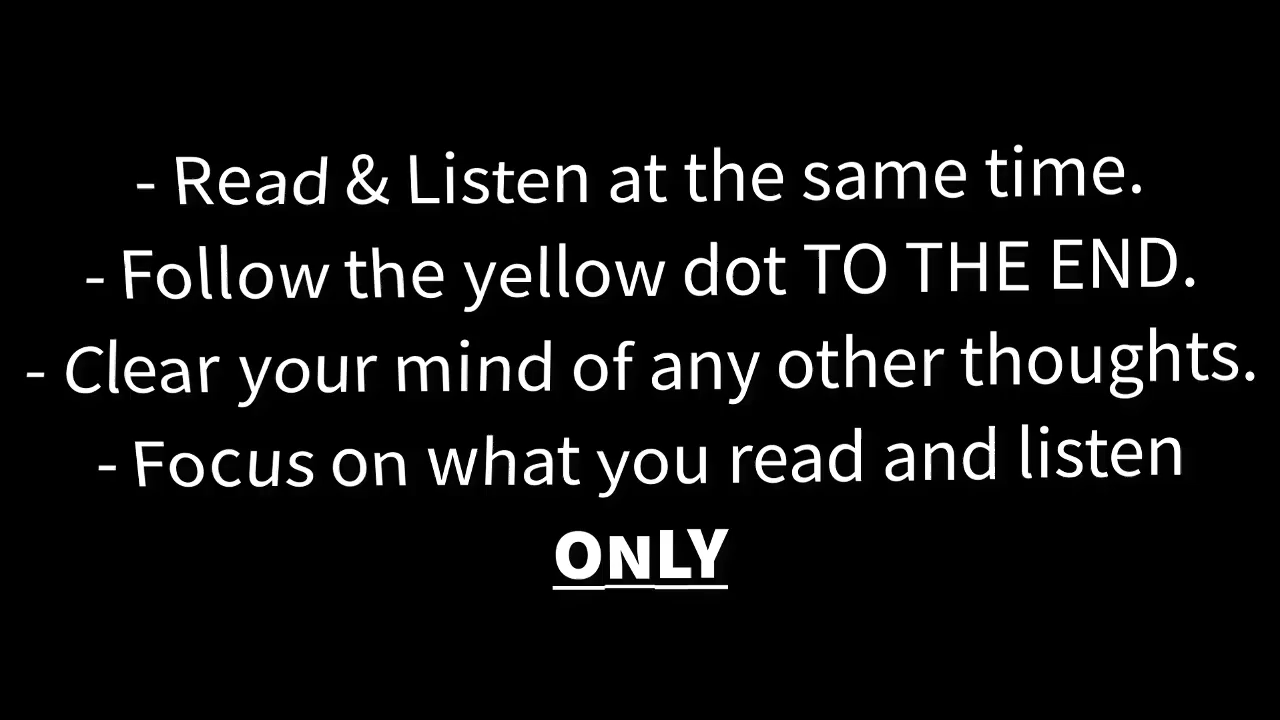 - Read & Listen at the same time.
- Follow the yellow dot TO THE END.
- Clear your mind of any other thoughts.
- Focus on what you read and listen
ONLY